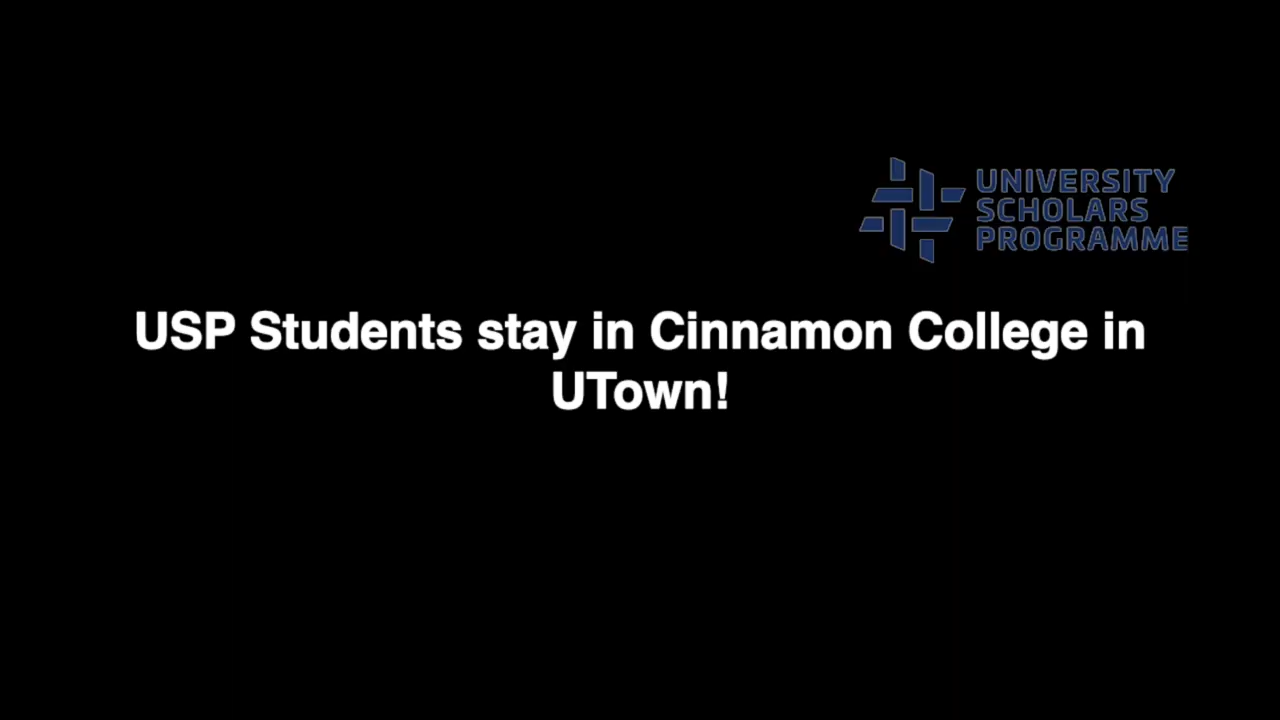 UNIVERSITY
SCHOLARS
PROGRAMME
USP Students stay in Cinnamon College in
UTown!